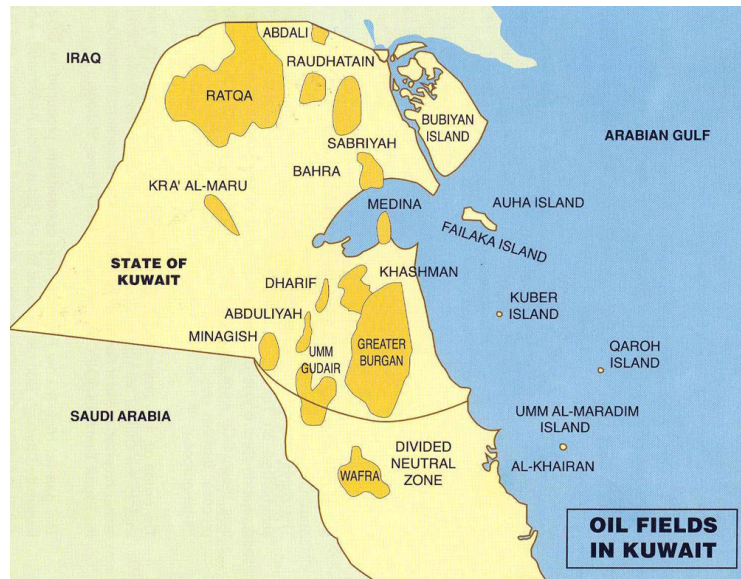 ABDALI
IRAQ
RAUDHATAIN
RATQA
BUBIYAN
ISLAND
ARABIAN GULF
SABRIYAH
BAHRA
KRA' AL-MARU
MEDINA
AUHA ISLAND
FAILAKA ISLAND
STATE OF
KUWAIT
KHASHMAN
DHARIF
KUBER
ISLAND
ABDULIYAH
MINAGISH
GREATER
BURGAN
UMM
GUDAIR
QAROH
ISLAND
SAUDI ARABIA
UMM AL-MARADIM
ISLAND
DIVIDED
NEUTRAL
ZONE
AL-KHAIRAN
WAFRA
OIL FIELDS
IN KUWAIT